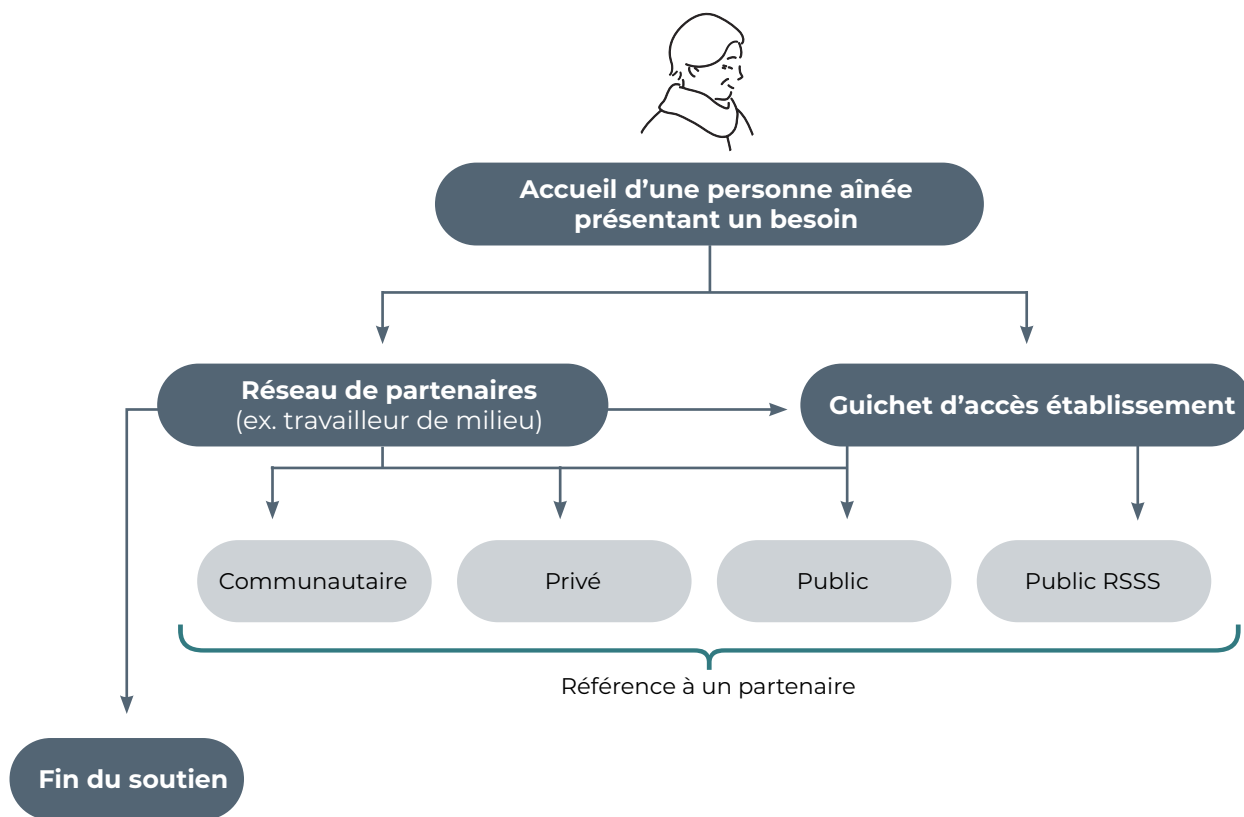 Accueil d’une personne aînée
présentant un besoin
Réseau de partenaires
(ex. travailleur de milieu)
Guichet d’accès établissement
Communautaire
Privé
Public
Public RSSS
Référence à un partenaire
Fin du soutien